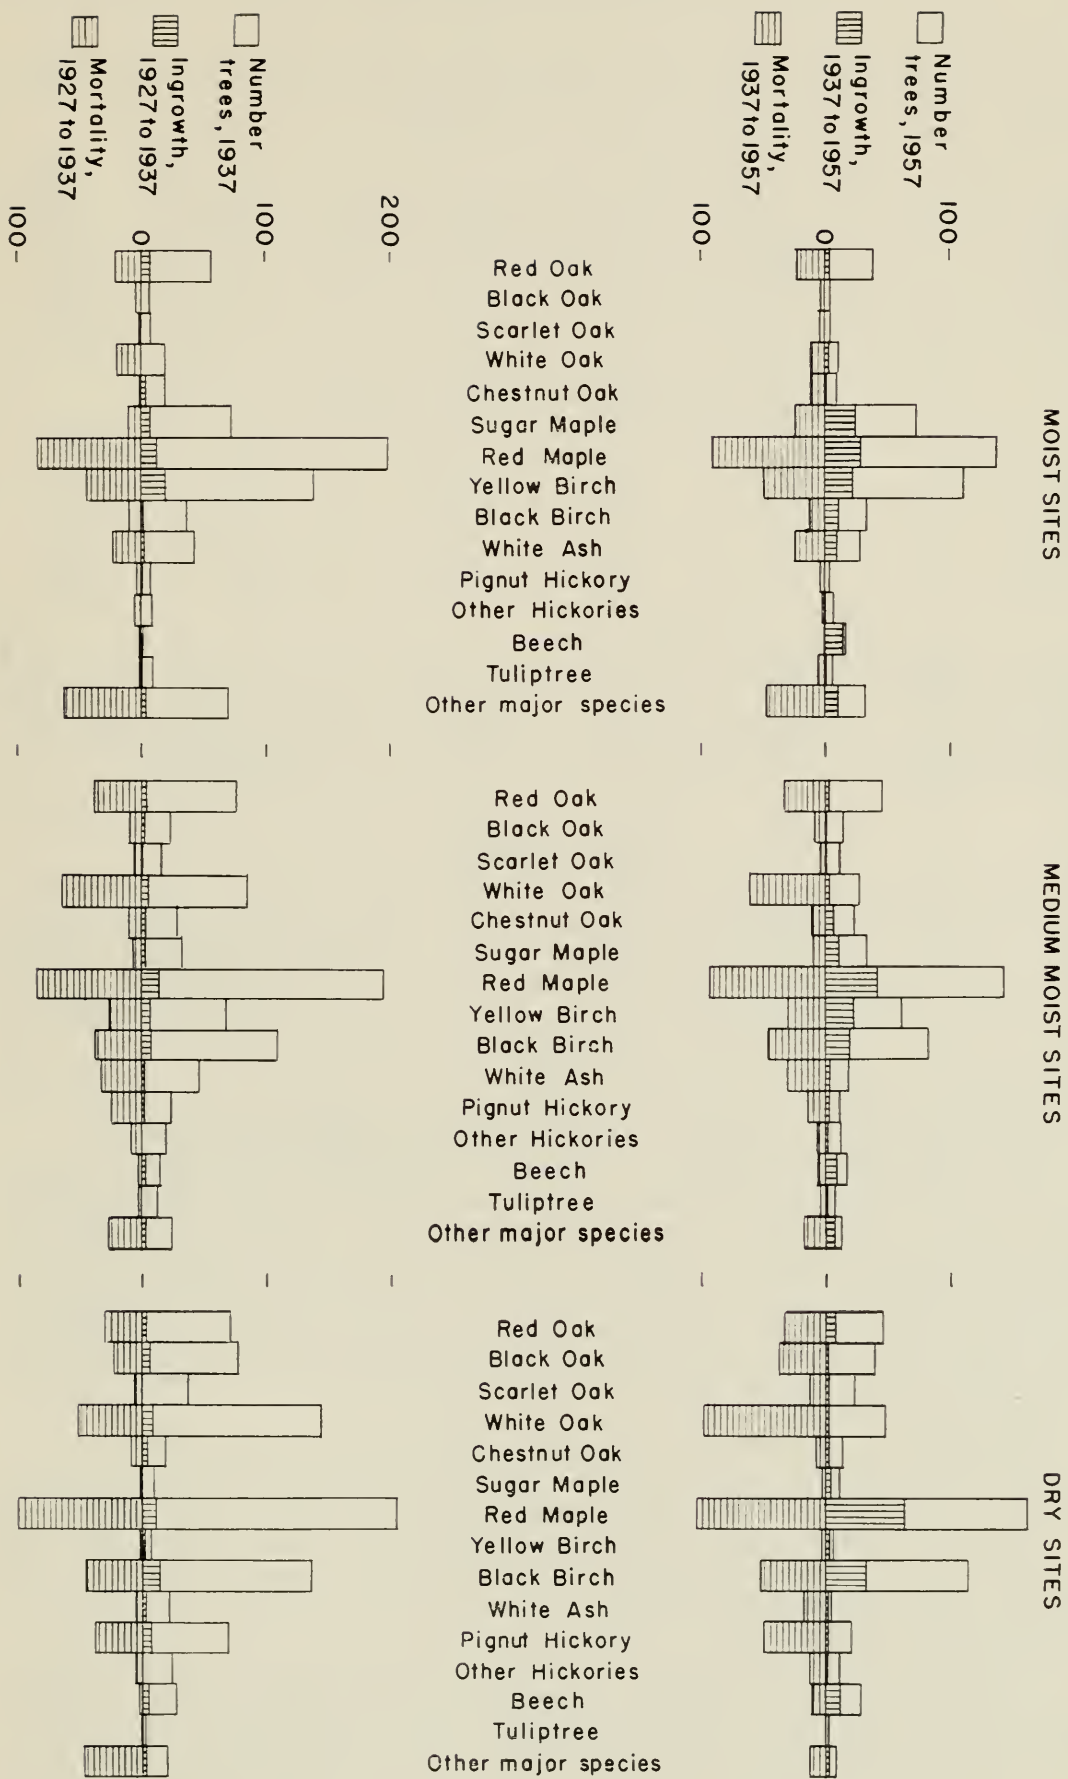 Number
trees, 1937
Ingrowth,
1927 to 1937
Mortality,
1927 to 1937
200-
100-
0-
100-
Number
trees, 1957
Ingrowth
1937 to 1957
Mortality
1937 to 1957
100-
0-
100-
MOIST SITES
Red Oak
Black Oak
Scarlet Oak
White Oak
Chestnut Oak
Sugar Maple
Red Maple
Yellow Birch
Black Birch
White Ash
Pignut Hickory
Other Hickories
Beech
Tuliptree
Other major species
MEDIUM MOIST SITES
Red Oak
Black Oak
Scarlet Oak
White Oak
Chestnut Oak
Sugar Maple
Red Maple
Yellow Birch
Black Birch
White Ash
Pignut Hickory
Other Hickories
Beech
Tuliptree
Other major species
DRY SITES
Red Oak
Black Oak
Scarlet Oak
White Oak
Chestnut Oak
Sugar Maple
Red Maple
Yellow Birch
Black Birch
White Ash
Pignut Hickory
Other Hickories
Beech
Tuliptree
Other major species